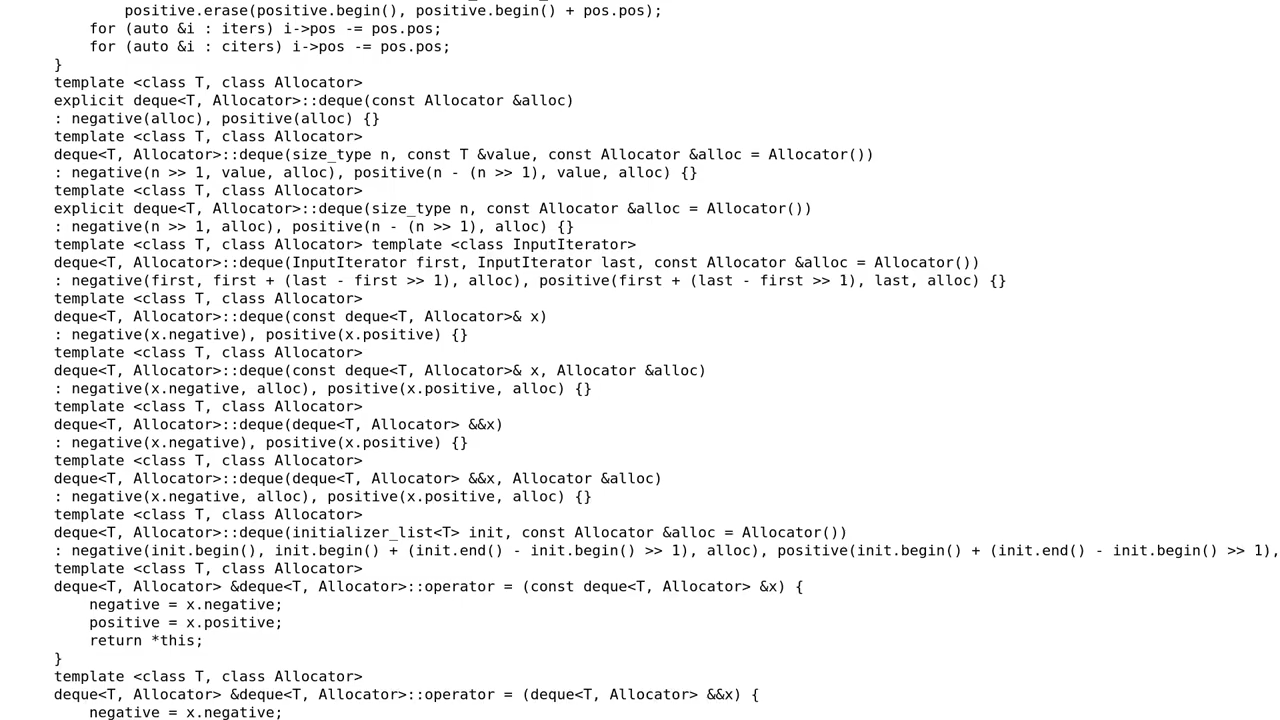 positive.erase(positive.begin(), positive.begin() + pos.pos);
for (auto &i : iters) i->pos -= pos.pos;
for (auto &i : citers) i->pos -= pos.pos;
}
template <class T, class Allocator>
explicit deque<T, Allocator>::deque(const Allocator &alloc)
: negative(alloc), positive(alloc) {}
template <class T, class Allocator>
deque<T, Allocator>::deque(size_type n, const T &value, const Allocator &alloc = Allocator())
: negative(n >> 1, value, alloc), positive(n - (n >> 1), value, alloc) {}
template <class T, class Allocator>
explicit deque<T, Allocator>::deque(size_type n, const Allocator &alloc = Allocator())
: negative(n >> 1, alloc), positive(n - (n >> 1), alloc) {}
template <class T, class Allocator> template <class InputIterator>
deque<T, Allocator>::deque(InputIterator first, InputIterator last, const Allocator &alloc = Allocator())
: negative(first, first + (last - first >> 1), alloc), positive(first + (last - first >> 1), last, alloc) {}
template <class T, class Allocator>
deque<T, Allocator>::deque(const deque<T, Allocator>& x)
: negative(x.negative), positive(x.positive) {}
template <class T, class Allocator>
deque<T, Allocator>::deque(const deque<T, Allocator>& x, Allocator &alloc)
: negative(x.negative, alloc), positive(x.positive, alloc) {}
template <class T, class Allocator>
deque<T, Allocator>::deque(deque<T, Allocator> &&x)
: negative(x.negative), positive(x.positive) {}
template <class T, class Allocator>
deque<T, Allocator>::deque(deque<T, Allocator> &&x, Allocator &alloc)
: negative(x.negative, alloc), positive(x.positive, alloc) {}
template <class T, class Allocator>
deque<T, Allocator>::deque(initializer_list<T> init, const Allocator &alloc = Allocator())
: negative(init.begin(), init.begin() + (init.end() - init.begin() >> 1), alloc), positive(init.begin() + (init.end() - init.begin() >> 1),
template <class T, class Allocator>
deque<T, Allocator> &deque<T, Allocator>::operator = (const deque<T, Allocator> &x) {
negative = x.negative;
positive = x.positive;
return *this;
}
template <class T, class Allocator>
deque<T, Allocator> &deque<T, Allocator>::operator = (deque<T, Allocator> &&x) {
negative = x.negative;